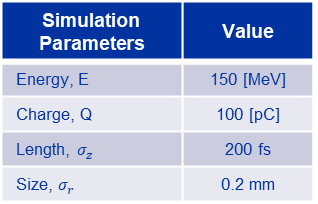 Simulation Parameters Value
Energy, E 150 [MeV]
Charge, Q 100 [pC]
Length, σz 200 fs
Size, σr 0.2 mm